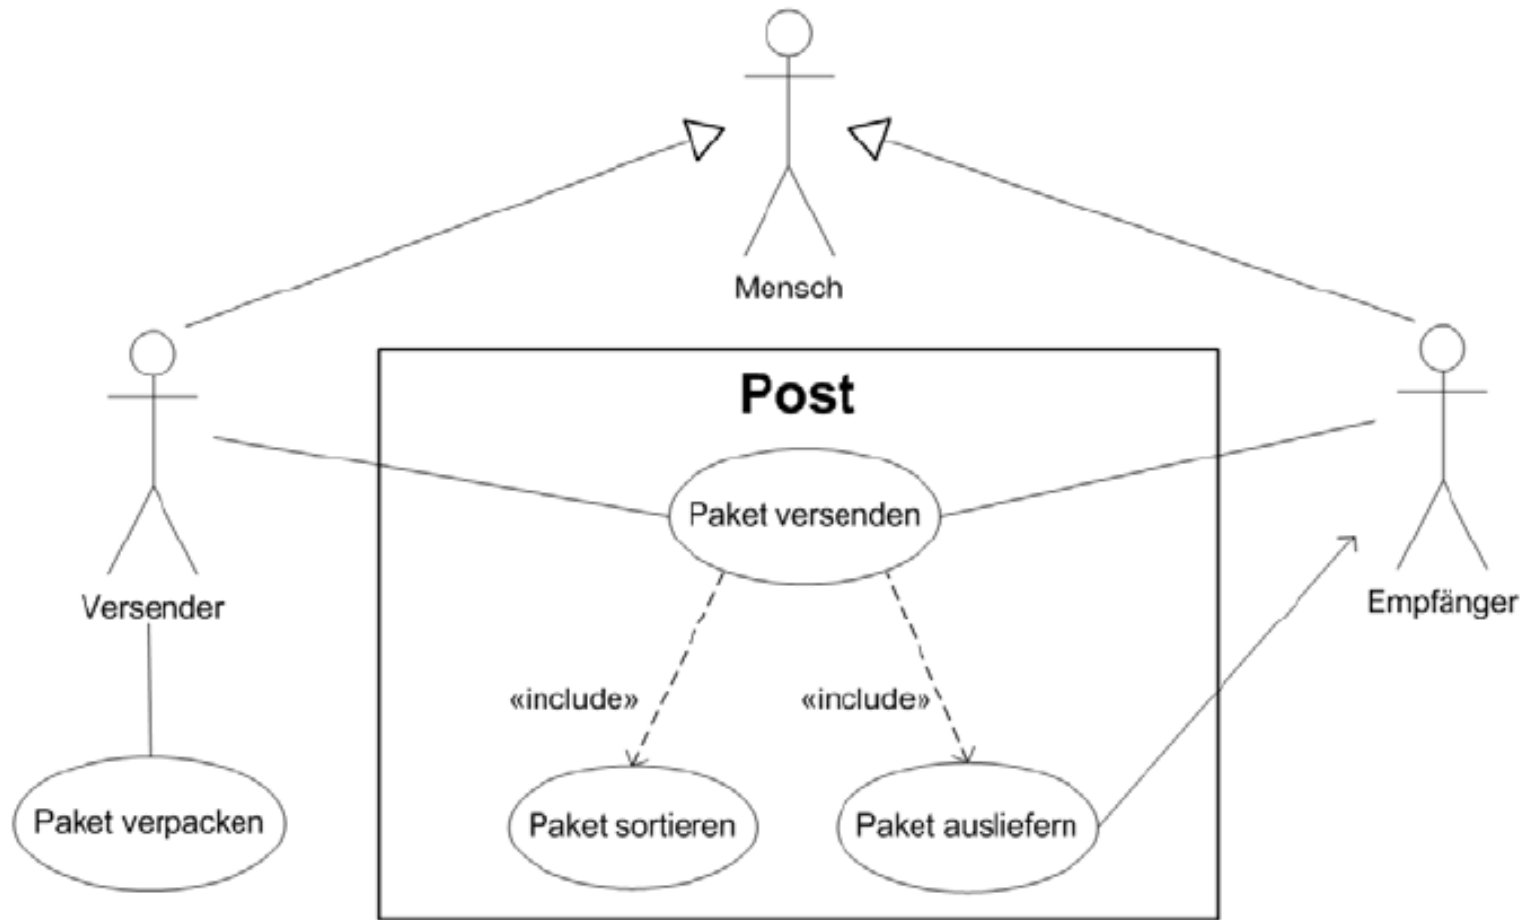 Mensch
Post
Paket versenden
Versender
Empfänger
«include»
«include»
Paket verpacken
Paket sortieren
Paket ausliefern